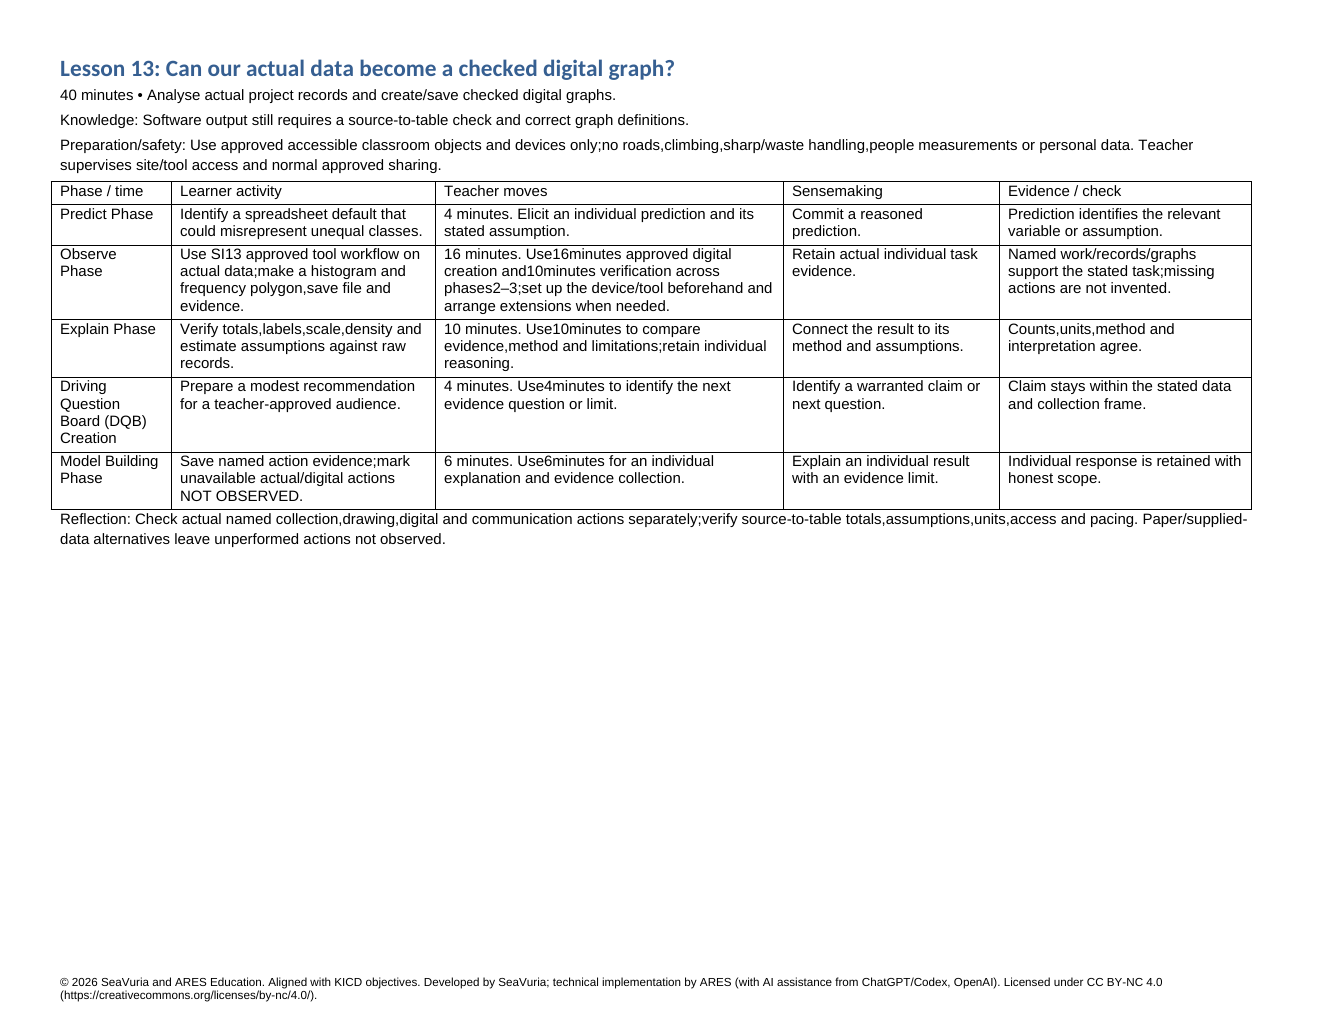 Lesson 13: Can our actual data become a checked digital graph?
40 minutes • Analyse actual project records and create/save checked digital graphs.
Knowledge: Software output still requires a source-to-table check and correct graph definitions.
Preparation/safety: Use approved accessible classroom objects and devices only;no roads,climbing,sharp/waste handling,people measurements or personal data. Teacher
supervises site/tool access and normal approved sharing.
Phase / time
Learner activity
Teacher moves
Sensemaking
Evidence / check
Predict Phase
Identify a spreadsheet default that
could misrepresent unequal classes.
4 minutes. Elicit an individual prediction and its
stated assumption.
Commit a reasoned
prediction.
Prediction identifies the relevant
variable or assumption.
Observe
Phase
Use SI13 approved tool workflow on
actual data;make a histogram and
frequency polygon,save file and
evidence.
16 minutes. Use16minutes approved digital
creation and10minutes verification across
phases2–3;set up the device/tool beforehand and
arrange extensions when needed.
Retain actual individual task
evidence.
Named work/records/graphs
support the stated task;missing
actions are not invented.
Explain Phase
Verify totals,labels,scale,density and
estimate assumptions against raw
records.
10 minutes. Use10minutes to compare
evidence,method and limitations;retain individual
reasoning.
Connect the result to its
method and assumptions.
Counts,units,method and
interpretation agree.
Driving
Question
Board (DQB)
Creation
Prepare a modest recommendation
for a teacher-approved audience.
4 minutes. Use4minutes to identify the next
evidence question or limit.
Identify a warranted claim or
next question.
Claim stays within the stated data
and collection frame.
Model Building
Phase
Save named action evidence;mark
unavailable actual/digital actions
NOT OBSERVED.
6 minutes. Use6minutes for an individual
explanation and evidence collection.
Explain an individual result
with an evidence limit.
Individual response is retained with
honest scope.
Reflection: Check actual named collection,drawing,digital and communication actions separately;verify source-to-table totals,assumptions,units,access and pacing. Paper/supplied-
data alternatives leave unperformed actions not observed.
© 2026 SeaVuria and ARES Education. Aligned with KICD objectives. Developed by SeaVuria; technical implementation by ARES (with AI assistance from ChatGPT/Codex, OpenAI). Licensed under CC BY-NC 4.0
(https://creativecommons.org/licenses/by-nc/4.0/).